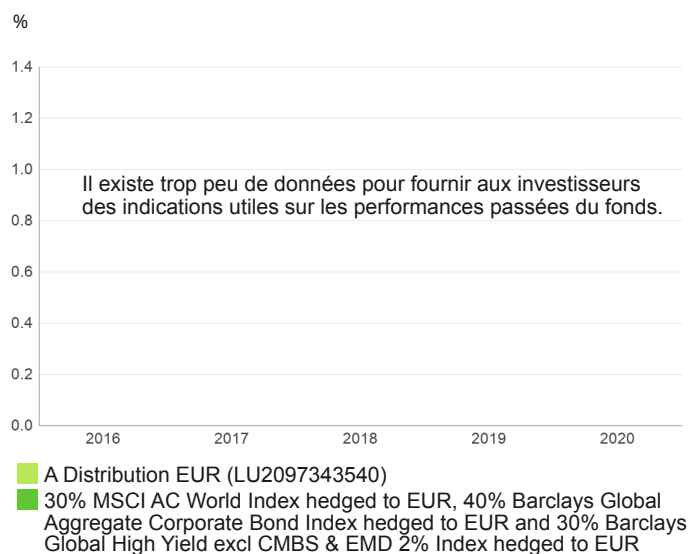 %
1.4
1.2
1.0
Il existe trop peu de données pour fournir aux investisseurs
des indications utiles sur les performances passées du fonds.
0.8
0.6
0.4
0.2
0.0
2016 2017 2018 2019 2020
A Distribution EUR (LU2097343540)
30% MSCI AC World Index hedged to EUR, 40% Barclays Global
Aggregate Corporate Bond Index hedged to EUR and 30% Barclays
Global High Yield excl CMBS & EMD 2% Index hedged to EUR